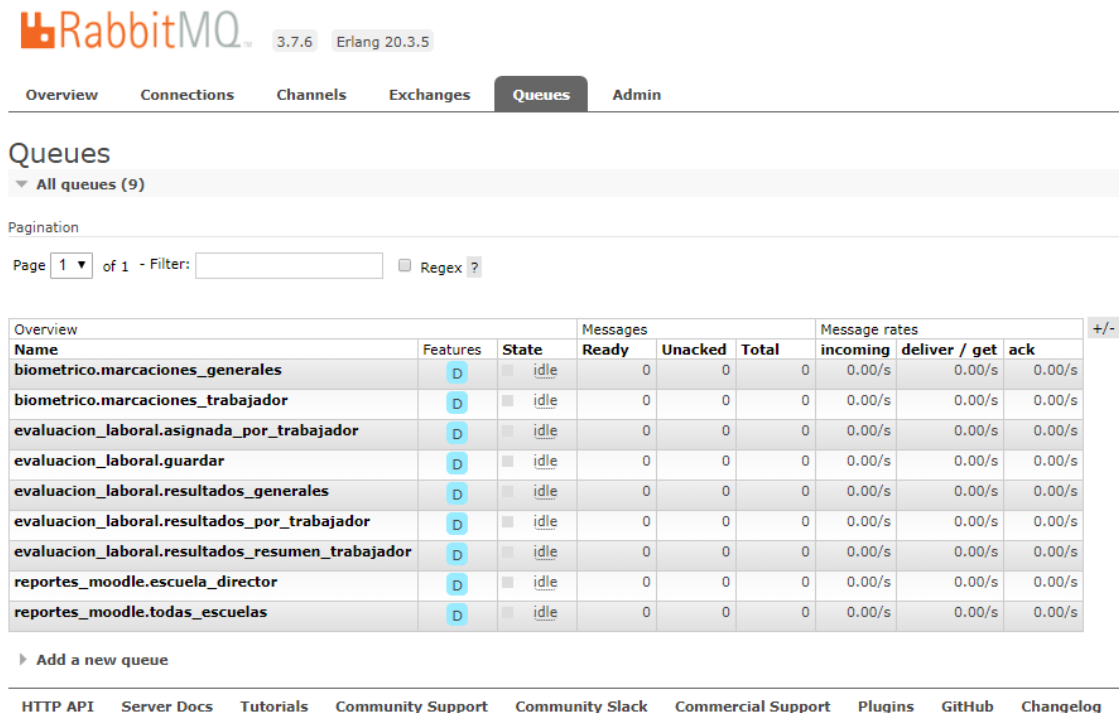 RabbitMQ 3.7.6 Erlang 20.3.5
Overview Connections Channels Exchanges Queues Admin
Queues
All queues (9)
Pagination
Page 1 of 1 - Filter: Regex ?
Overview Messages Message rates +/-
Name Features State Ready Unacked Total incoming deliver / get ack
biometrico.marcaciones_generales D idle 0 0 0 0.00/s 0.00/s 0.00/s
biometrico.marcaciones_trabajador D idle 0 0 0 0.00/s 0.00/s 0.00/s
evaluacion_laboral.asignada_por_trabajador D idle 0 0 0 0.00/s 0.00/s 0.00/s
evaluacion_laboral.guardar D idle 0 0 0 0.00/s 0.00/s 0.00/s
evaluacion_laboral.resultados_generales D idle 0 0 0 0.00/s 0.00/s 0.00/s
evaluacion_laboral.resultados_por_trabajador D idle 0 0 0 0.00/s 0.00/s 0.00/s
evaluacion_laboral.resultados_resumen_trabajador D idle 0 0 0 0.00/s 0.00/s 0.00/s
reportes_moodle.escuela_director D idle 0 0 0 0.00/s 0.00/s 0.00/s
reportes_moodle.todas_escuelas D idle 0 0 0 0.00/s 0.00/s 0.00/s
Add a new queue
HTTP API Server Docs Tutorials Community Support Community Slack Commercial Support Plugins GitHub Changelog